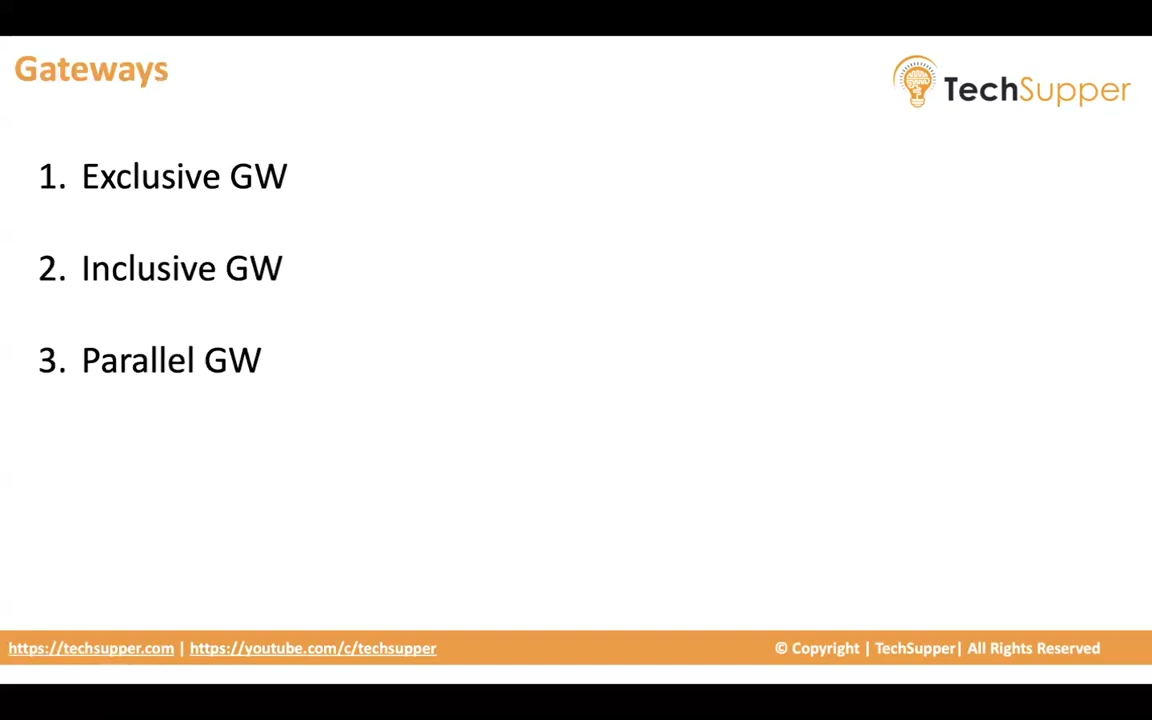 Gateways
TechSupper
1. Exclusive GW
2. Inclusive GW
3. Parallel GW
https://techsupper.com | https://youtube.com/c/techsupper
© Copyright | TechSupper| All Rights Reserved